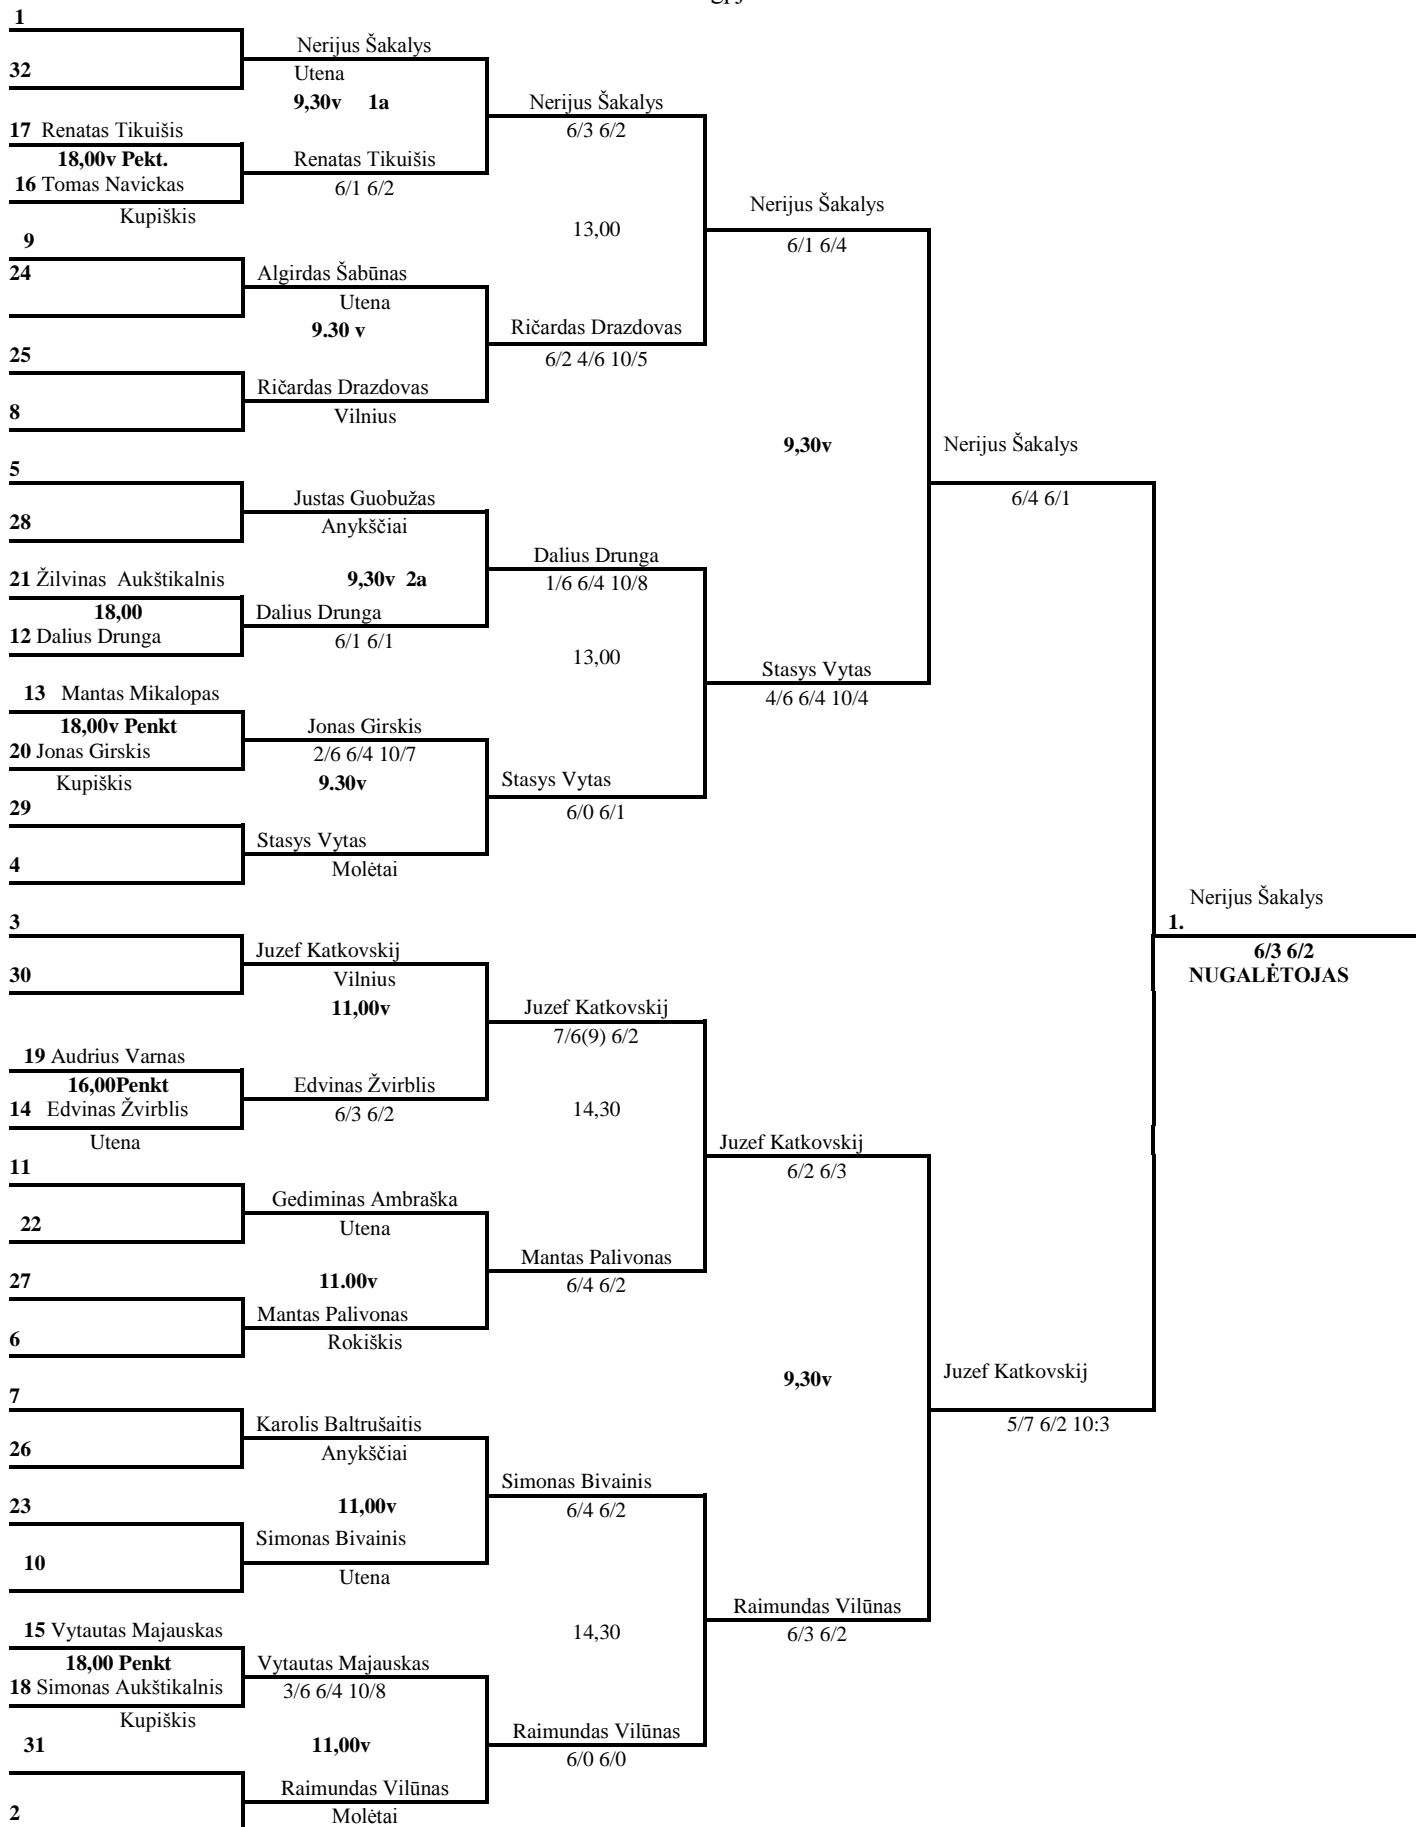 1
Nerijus Šakalys
32
Utena
9,30v 1a
Nerijus Šakalys
6/3 6/2
17 Renatas Tikuišis
18,00v Pekt.
Renatas Tikuišis
16 Tomas Navickas
6/1 6/2
Kupiškis
Nerijus Šakalys
13,00
6/1 6/4
9
24
Algirdas Šabūnas
Utena
9.30 v
Ričardas Drazdovas
6/2 4/6 10/5
25
Ričardas Drazdovas
8
Vilnius
9,30v
Nerijus Šakalys
6/4 6/1
5
Justas Guobužas
28
Anykščiai
Dalius Drunga
21 Žilvinas Aukštikalnis
9,30v 2a
1/6 6/4 10/8
18,00
Dalius Drunga
12 Dalius Drunga
6/1 6/1
13,00
Stasys Vytas
4/6 6/4 10/4
13 Mantas Mikalopas
18,00v Penkt
Jonas Girskis
20 Jonas Girskis
2/6 6/4 10/7
Kupiškis
9.30v
Stasys Vytas
6/0 6/1
29
Stasys Vytas
4
Molėtai
Nerijus Šakalys
1.
6/3 6/2
NUGALĖTOJAS
3
Juzef Katkovskij
30
Vilnius
11,00v
Juzef Katkovskij
7/6(9) 6/2
19 Audrius Varnas
16,00Penkt
Edvinas Žvirblis
14 Edvinas Žvirblis
6/3 6/2
14,30
Utena
Juzef Katkovskij
6/2 6/3
11
Gediminas Ambraška
22
Utena
Mantas Palivonas
27
11.00v
6/4 6/2
Mantas Palivonas
6
Rokiškis
9,30v
Juzef Katkovskij
5/7 6/2 10:3
7
Karolis Baltrušaitis
26
Anykščiai
Simonas Bivainis
23
11,00v
6/4 6/2
Simonas Bivainis
10
Utena
Raimundas Vilūnas
15 Vytautas Majauskas
14,30
6/3 6/2
18,00 Penkt
Vytautas Majauskas
18 Simonas Aukštikalnis
3/6 6/4 10/8
Kupiškis
Raimundas Vilūnas
31
11,00v
6/0 6/0
Raimundas Vilūnas
2
Molėtai